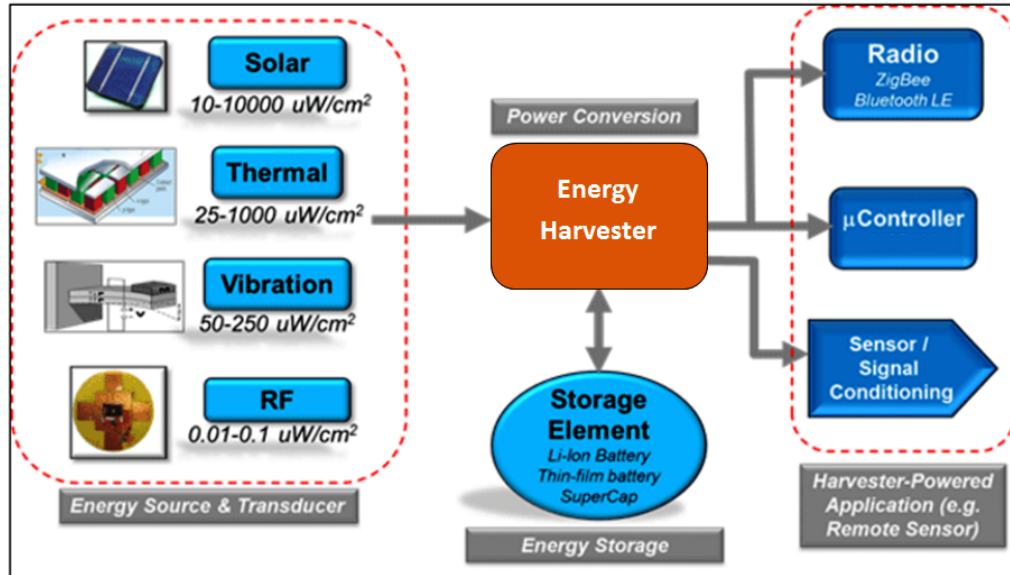 Solar
10-10000 uW/cm²
Thermal
25-1000 uW/cm²
Vibration
50-250 uW/cm²
RF
0.01-0.1 uW/cm²
Energy Source & Transducer
Power Conversion
Energy
Harvester
Storage
Element
Li-Ion Battery
Thin-film battery
SuperCap
Energy Storage
Radio
ZigBee
Bluetooth LE
µController
Sensor /
Signal
Conditioning
Harvester-Powered
Application (e.g.
Remote Sensor)